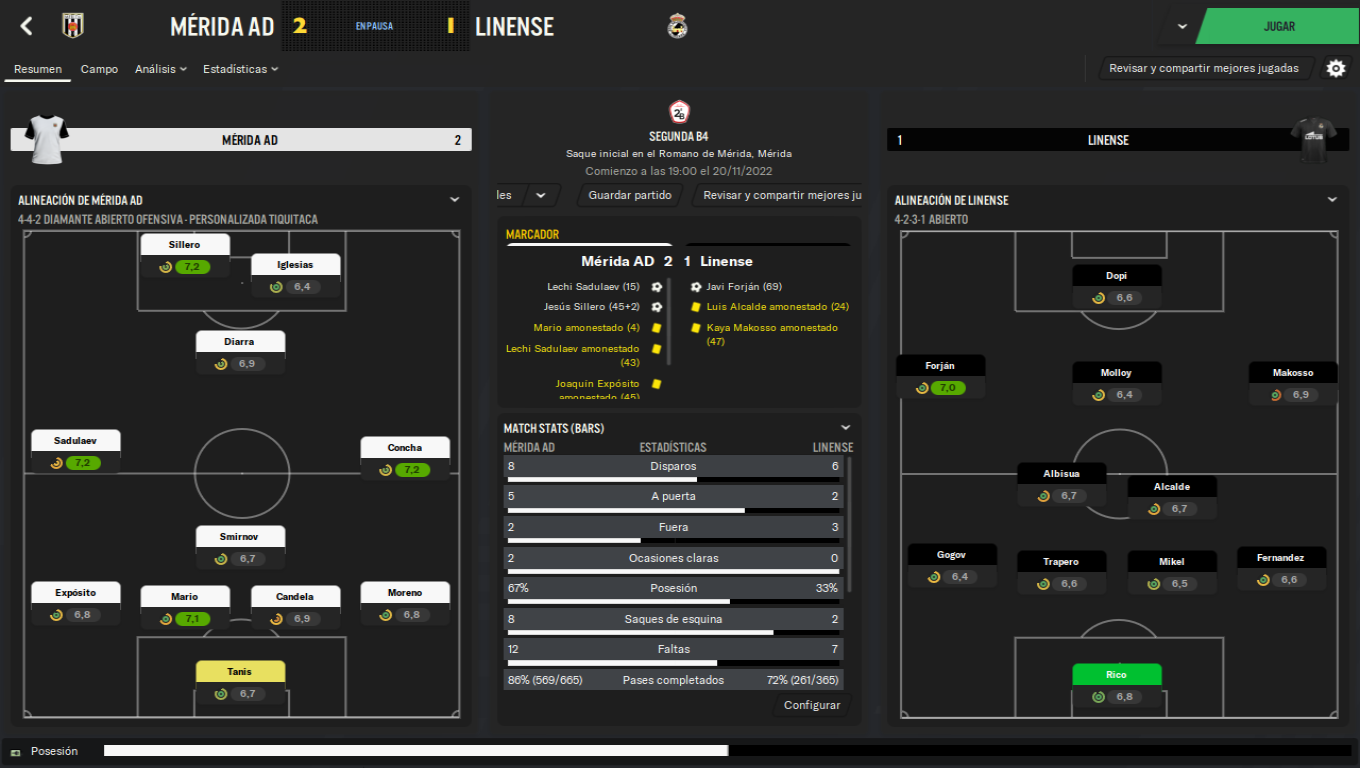 MÉRIDA AD 2 EN PAUSA 1 LINENSE
JUGAR
Resumen Campo Análisis Estadísticas
Revisar y compartir mejores jugadas
MÉRIDA AD 2
ALINEACIÓN DE MÉRIDA AD
4-4-2 DIAMANTE ABIERTO OFENSIVA - PERSONALIZADA TIQUITACA
Sillero
7,2
Iglesias
6,4
Diarra
6,9
Sadulaev
7,2
Concha
7,2
Smirnov
6,7
Expósito
6,8
Mario
7,1
Candela
6,9
Moreno
6,8
Tanis
6,7
2ªB
SEGUNDA B4
Saque inicial en el Romano de Mérida, Mérida
Comienzo a las 19:00 el 20/11/2022
les Guardar partido Revisar y compartir mejores ju
MARCADOR
Mérida AD 2 1 Linense
Lechi Sadulaev (15) Javi Forján (69)
Jesús Sillero (45+2) Luis Alcalde amonestado (24)
Mario amonestado (4) Kaya Makosso amonestado
(47)
Lechi Sadulaev amonestado
(43)
Joaquín Expósito
amonestado (45)
MATCH STATS (BARS)
MÉRIDA AD ESTADÍSTICAS LINENSE
8 Disparos 6
5 A puerta 2
2 Fuera 3
2 Ocasiones claras 0
67% Posesión 33%
8 Saques de esquina 2
12 Faltas 7
86% (569/665) Pases completados 72% (261/365)
Configurar
1 LINENSE
ALINEACIÓN DE LINENSE
4-2-3-1 ABIERTO
Dopi
6,6
Forján
7,0
Molloy
6,4
Makosso
6,9
Albisua
6,7
Alcalde
6,7
Gogov
6,4
Trapero
6,6
Mikel
6,5
Fernandez
6,6
Rico
6,8
Posesión